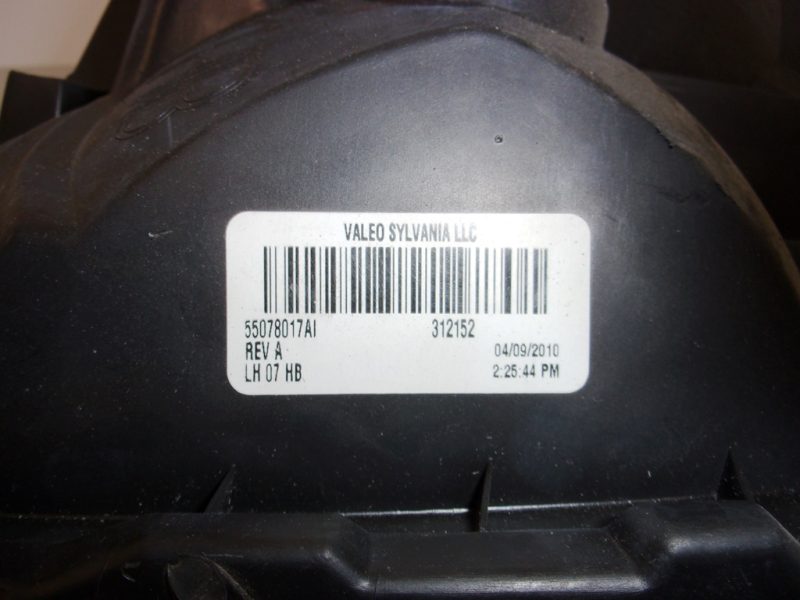 VALEO SYLVANIA LLC
55078017AI 312152
REV A 04/09/2010
LH 07 HB 2:25:44 PM